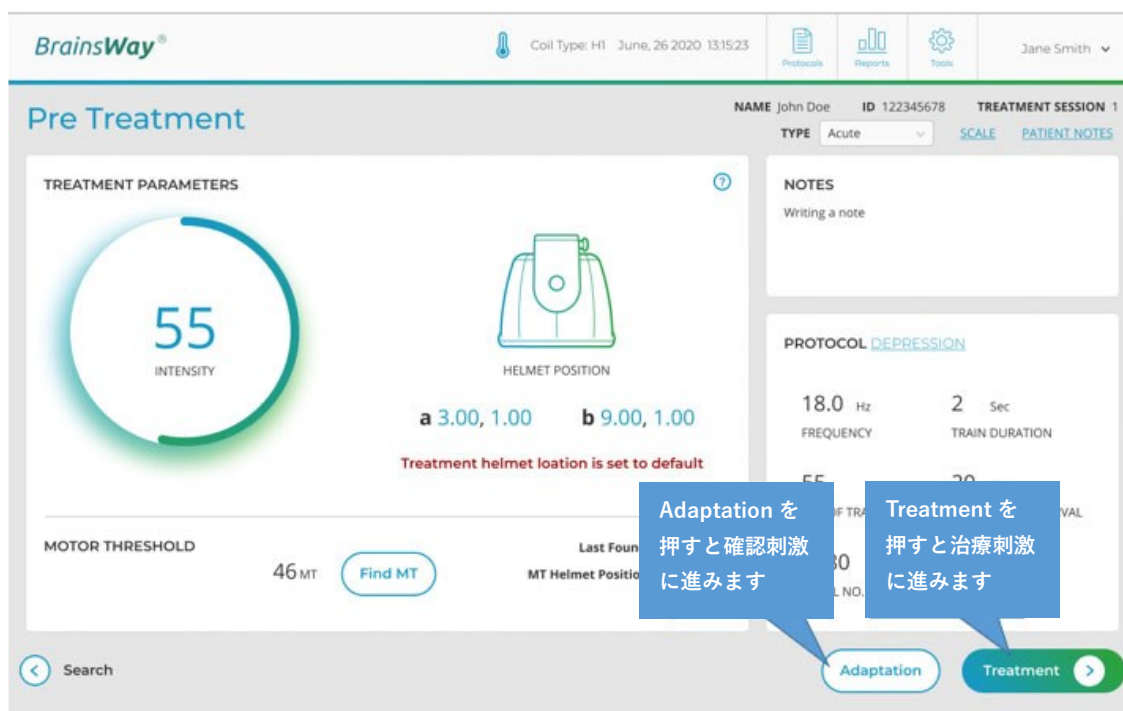 BrainsWay®
Coil Type: H1 June, 26 2020 13:15:23
Protocols
Reports
Tools
Jane Smith
Pre Treatment
NAME John Doe ID 122345678 TREATMENT SESSION 1
TYPE Acute SCALE PATIENT NOTES
TREATMENT PARAMETERS
?
55
INTENSITY
HELMET POSITION
a 3.00, 1.00 b 9.00, 1.00
Treatment helmet loation is set to default
MOTOR THRESHOLD
46 MT
Find MT
Last Foun
MT Helmet Positio
NOTES
Writing a note
PROTOCOL DEPRESSION
18.0 Hz
FREQUENCY
2 Sec
TRAIN DURATION
Adaptation を
押すと確認刺激
に進みます
Treatment を
押すと治療刺激
に進みます
Search
Adaptation
Treatment